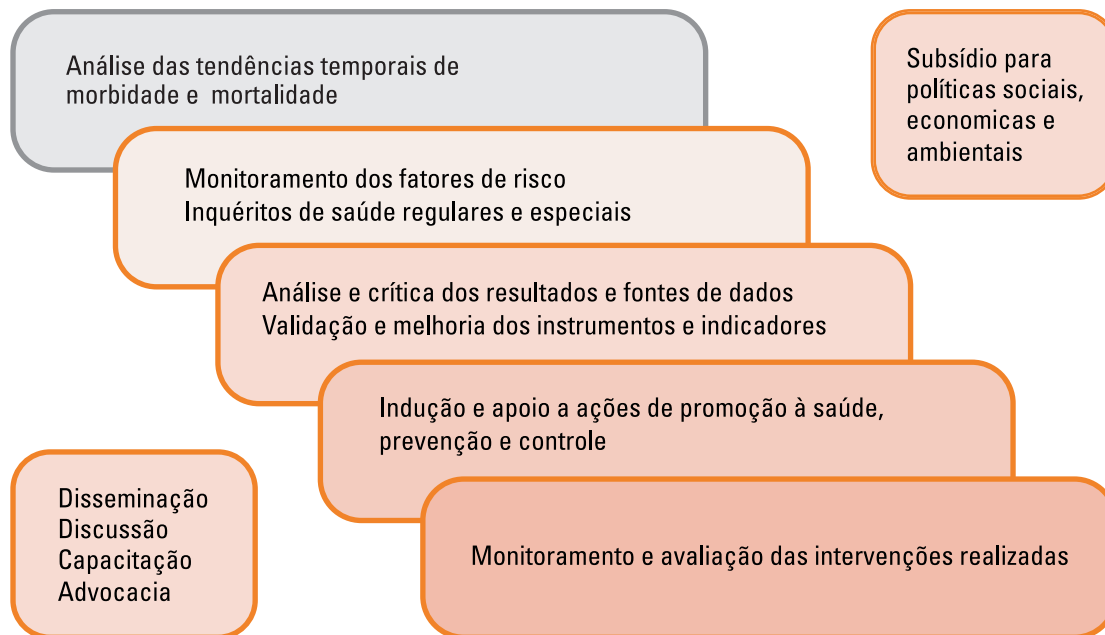 Análise das tendências temporais de
morbidade e mortalidade
Subsídio para
políticas sociais,
economicas e
ambientais
Monitoramento dos fatores de risco
Inquéritos de saúde regulares e especiais
Análise e crítica dos resultados e fontes de dados
Validação e melhoria dos instrumentos e indicadores
Indução e apoio a ações de promoção à saúde,
prevenção e controle
Disseminação
Discussão
Capacitação
Advocacia
Monitoramento e avaliação das intervenções realizadas